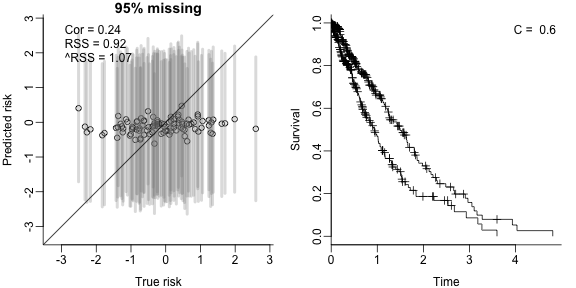 95% missing
Cor = 0.24
RSS = 0.92
^RSS = 1.07
Predicted risk
3
2
1
0
-1
-2
-3
-3 -2 -1 0 1 2 3
True risk
C = 0.6
Survival
1.0
0.8
0.6
0.4
0.2
0.0
0 1 2 3 4
Time